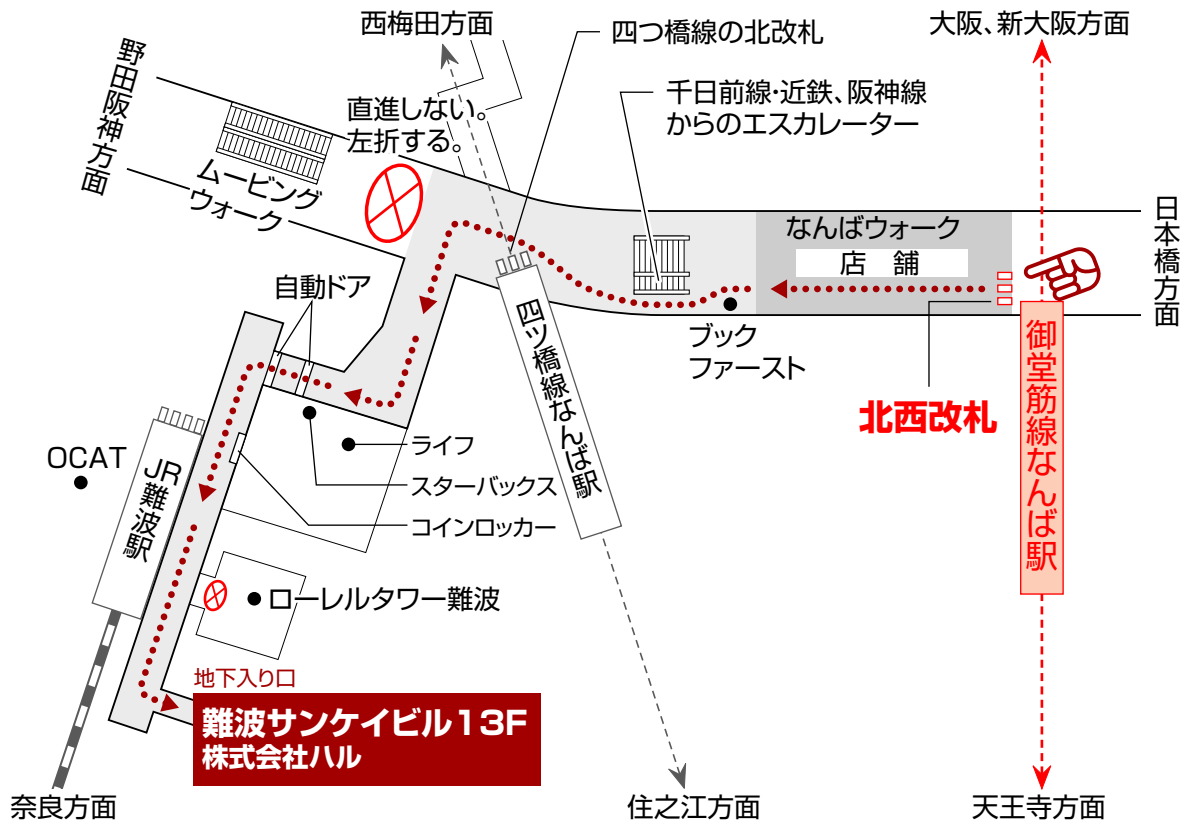 西梅田方面
四つ橋線の北改札
大阪、新大阪方面
野田阪神方面
直進しない。
左折する。
千日前線・近鉄、阪神線
からのエスカレーター
ムービング
ウォーク
なんばウォーク
店　舗
日本橋方面
自動ドア
四ツ橋線なんば駅
ブック
ファースト
北西改札
御堂筋線なんば駅
OCAT
JR難波駅
ライフ
スターバックス
コインロッカー
ローレルタワー難波
地下入り口
難波サンケイビル13F
株式会社ハル
奈良方面
住之江方面
天王寺方面